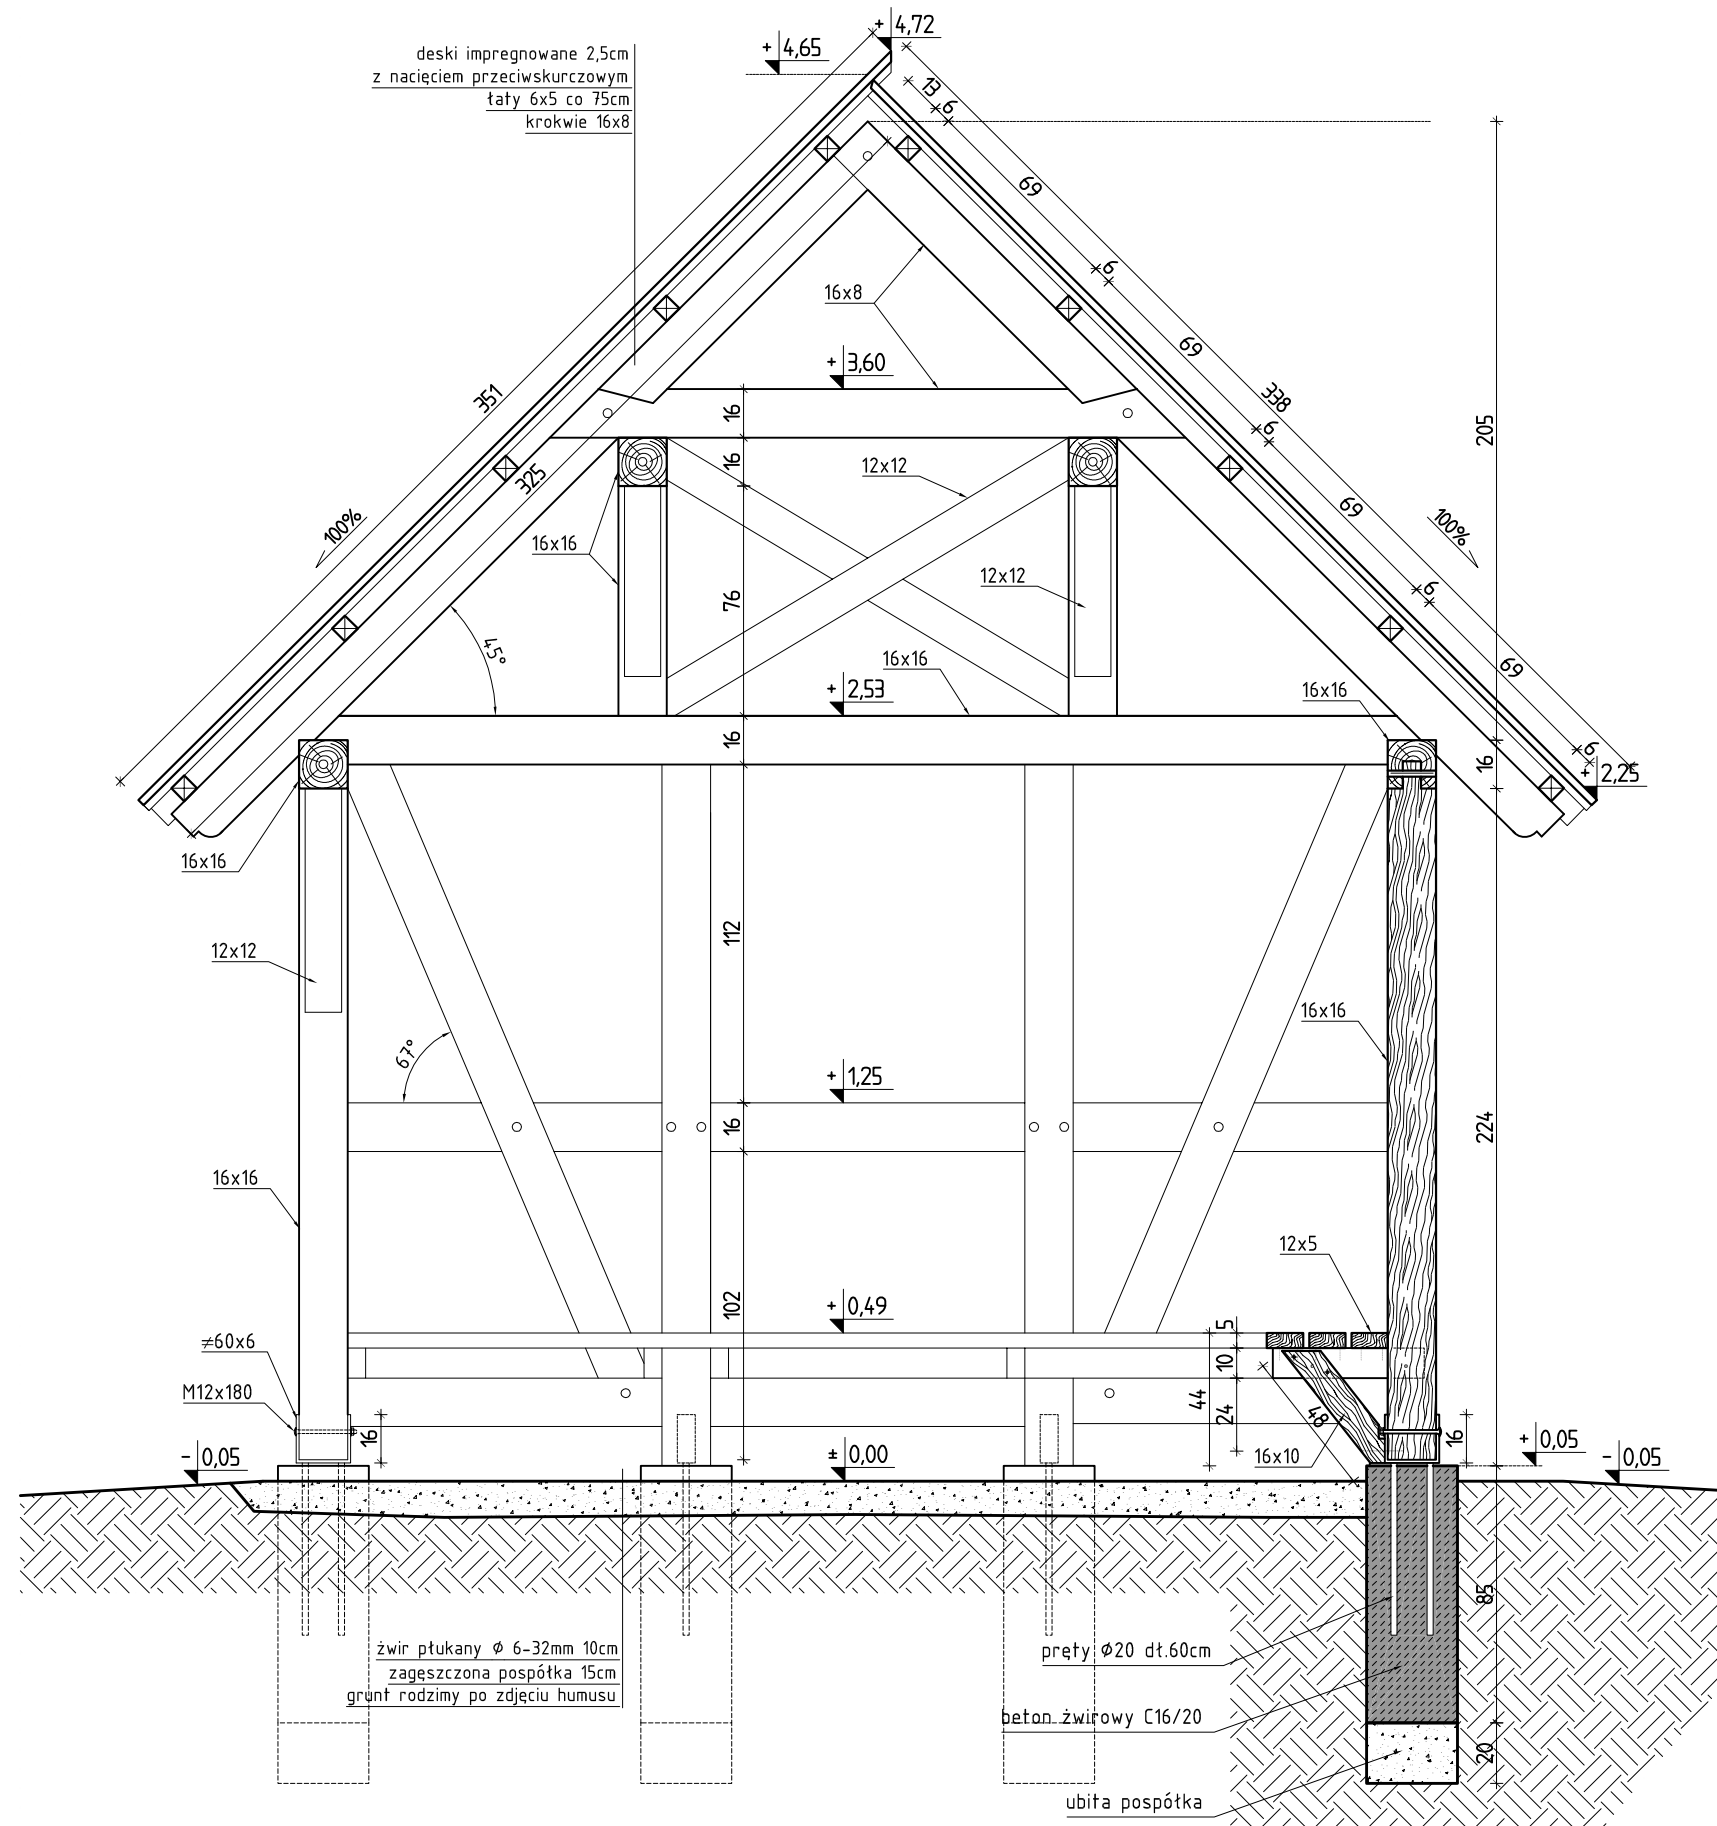 + 4,72
+ 4,65
deski impregnowane 2,5cm
z nacięciem przeciwskurczowym
łaty 6x5 co 75cm
krokwie 16x8
13
6
69
6
16x8
69
+ 3,60
351
338
16
205
6
16
12x12
325
69
100%
100%
16x16
12x12
76
6
45°
16x16
69
+ 2,53
16x16
16
6
16
+ 2,25
16x16
112
12x12
16x16
67°
+ 1,25
16
224
16x16
12x5
102
+ 0,49
5
≠60x6
10
M12x180
44
24
48
16
16
- 0,05
± 0,00
16x10
+ 0,05
- 0,05
85
żwir płukany Ø 6-32mm 10cm
zagęszczona pospółka 15cm
grunt rodzimy po zdjęciu humusu
pręty Ø20 dł.60cm
beton żwirowy C16/20
20
ubita pospółka